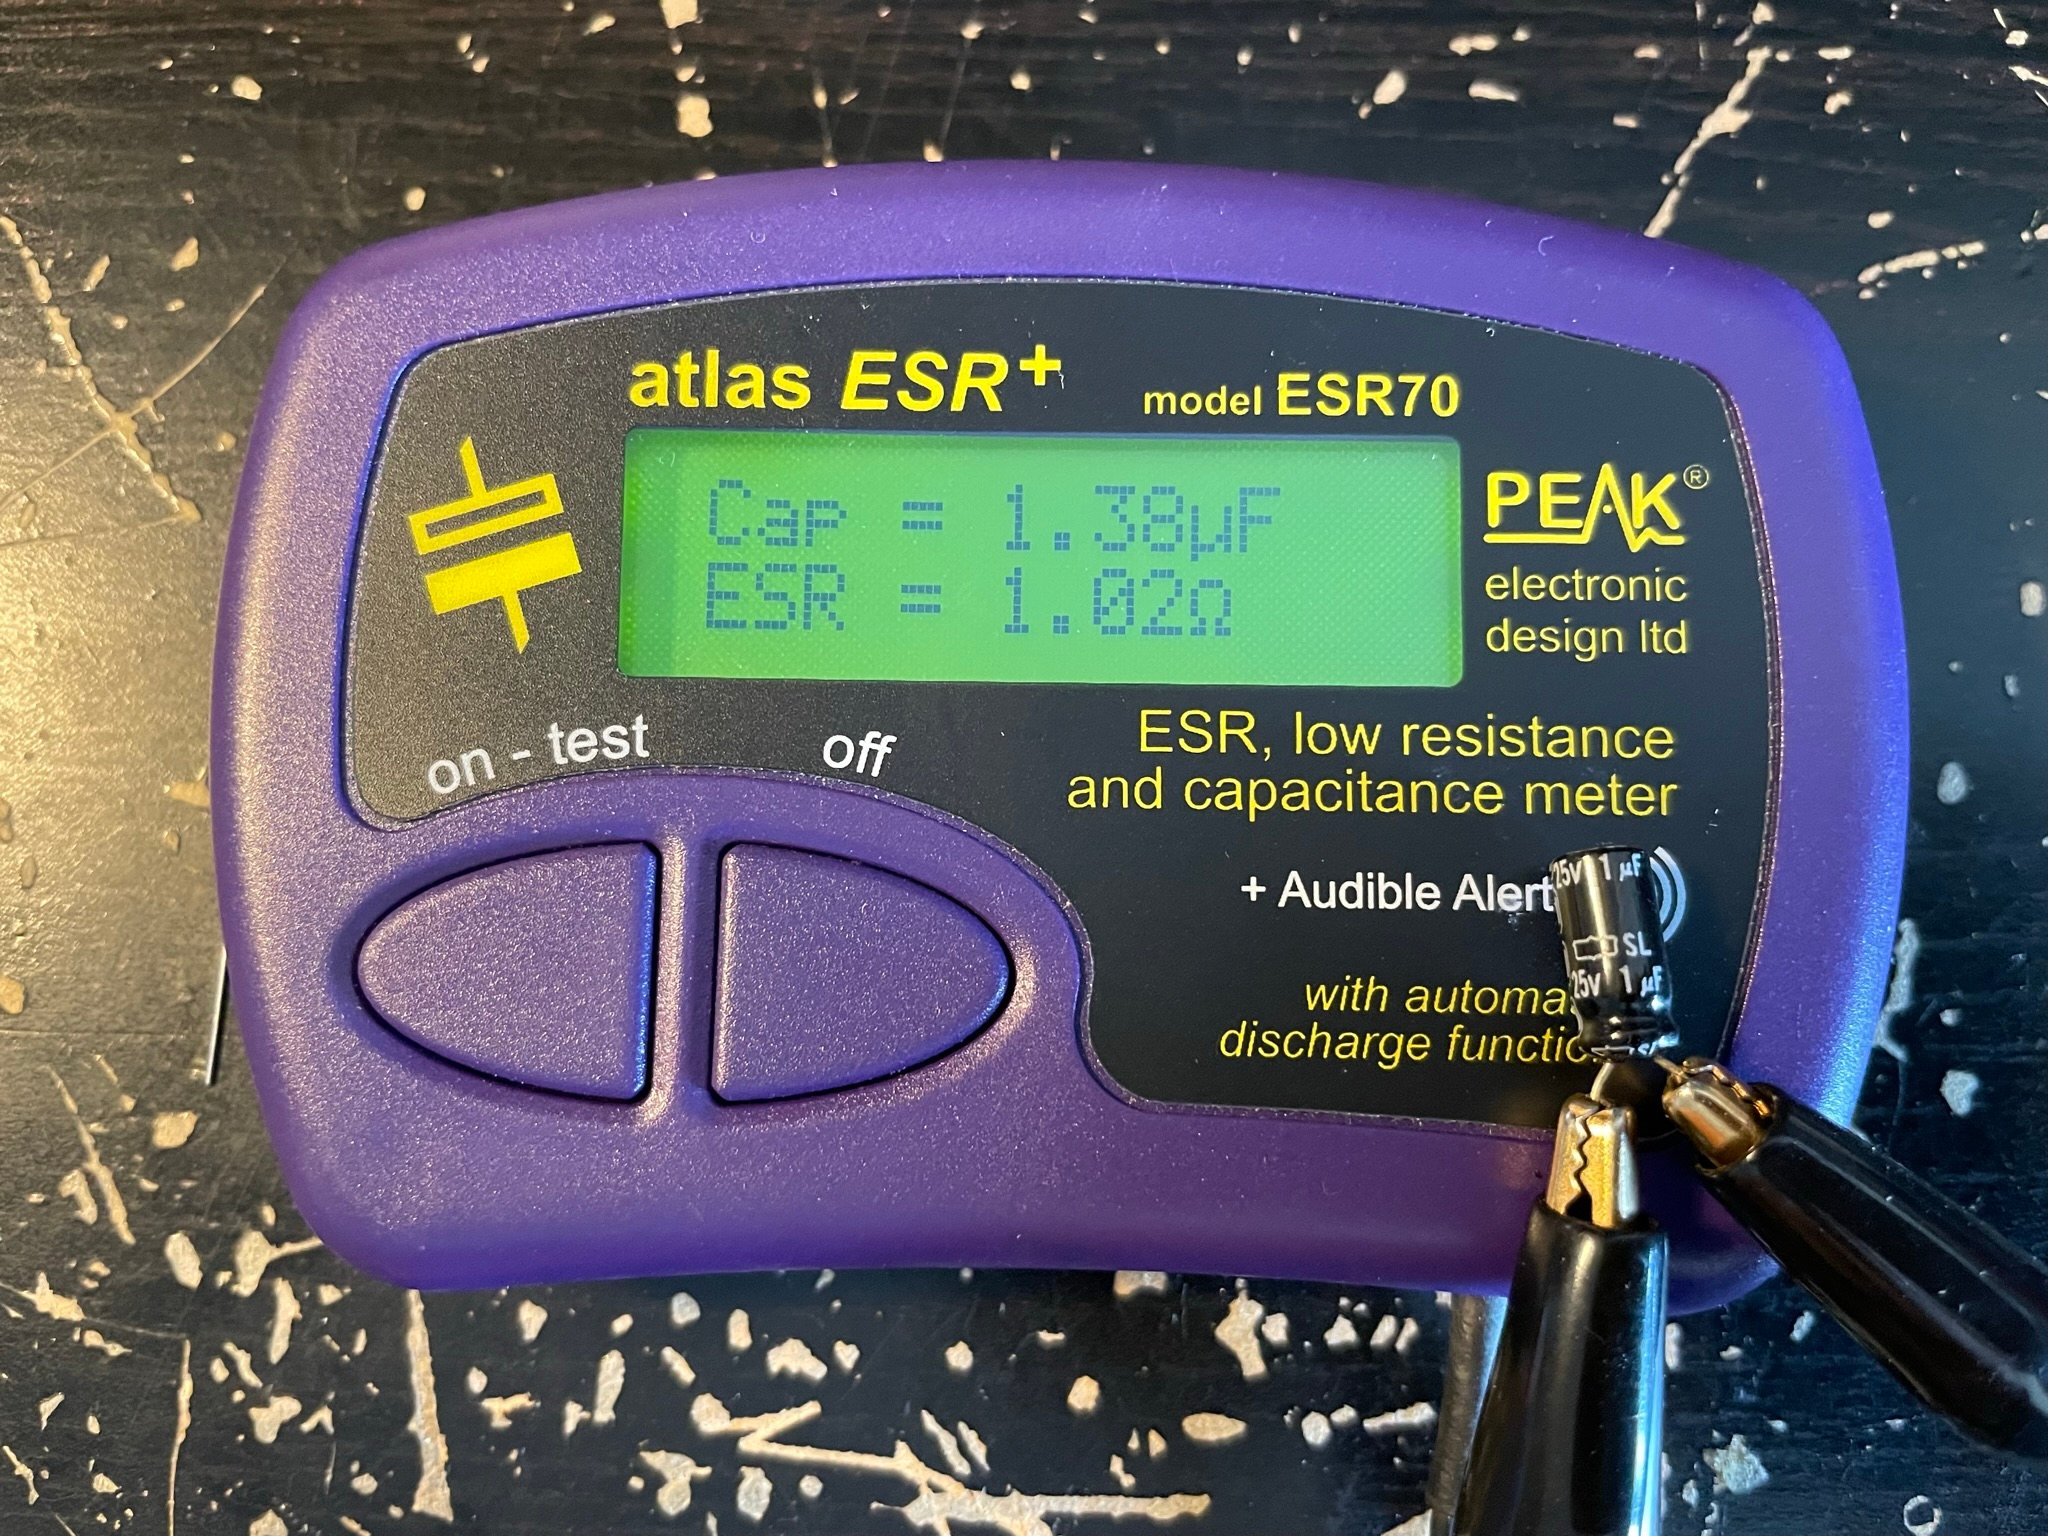 atlas ESR+ model ESR70
Cap = 1.38µF
ESR = 1.02Ω
PEAK®
electronic
design ltd
on - test off
ESR, low resistance
and capacitance meter
+ Audible Alert
with automa
discharge functio
25v 1 µF
SL
25v 1 µF